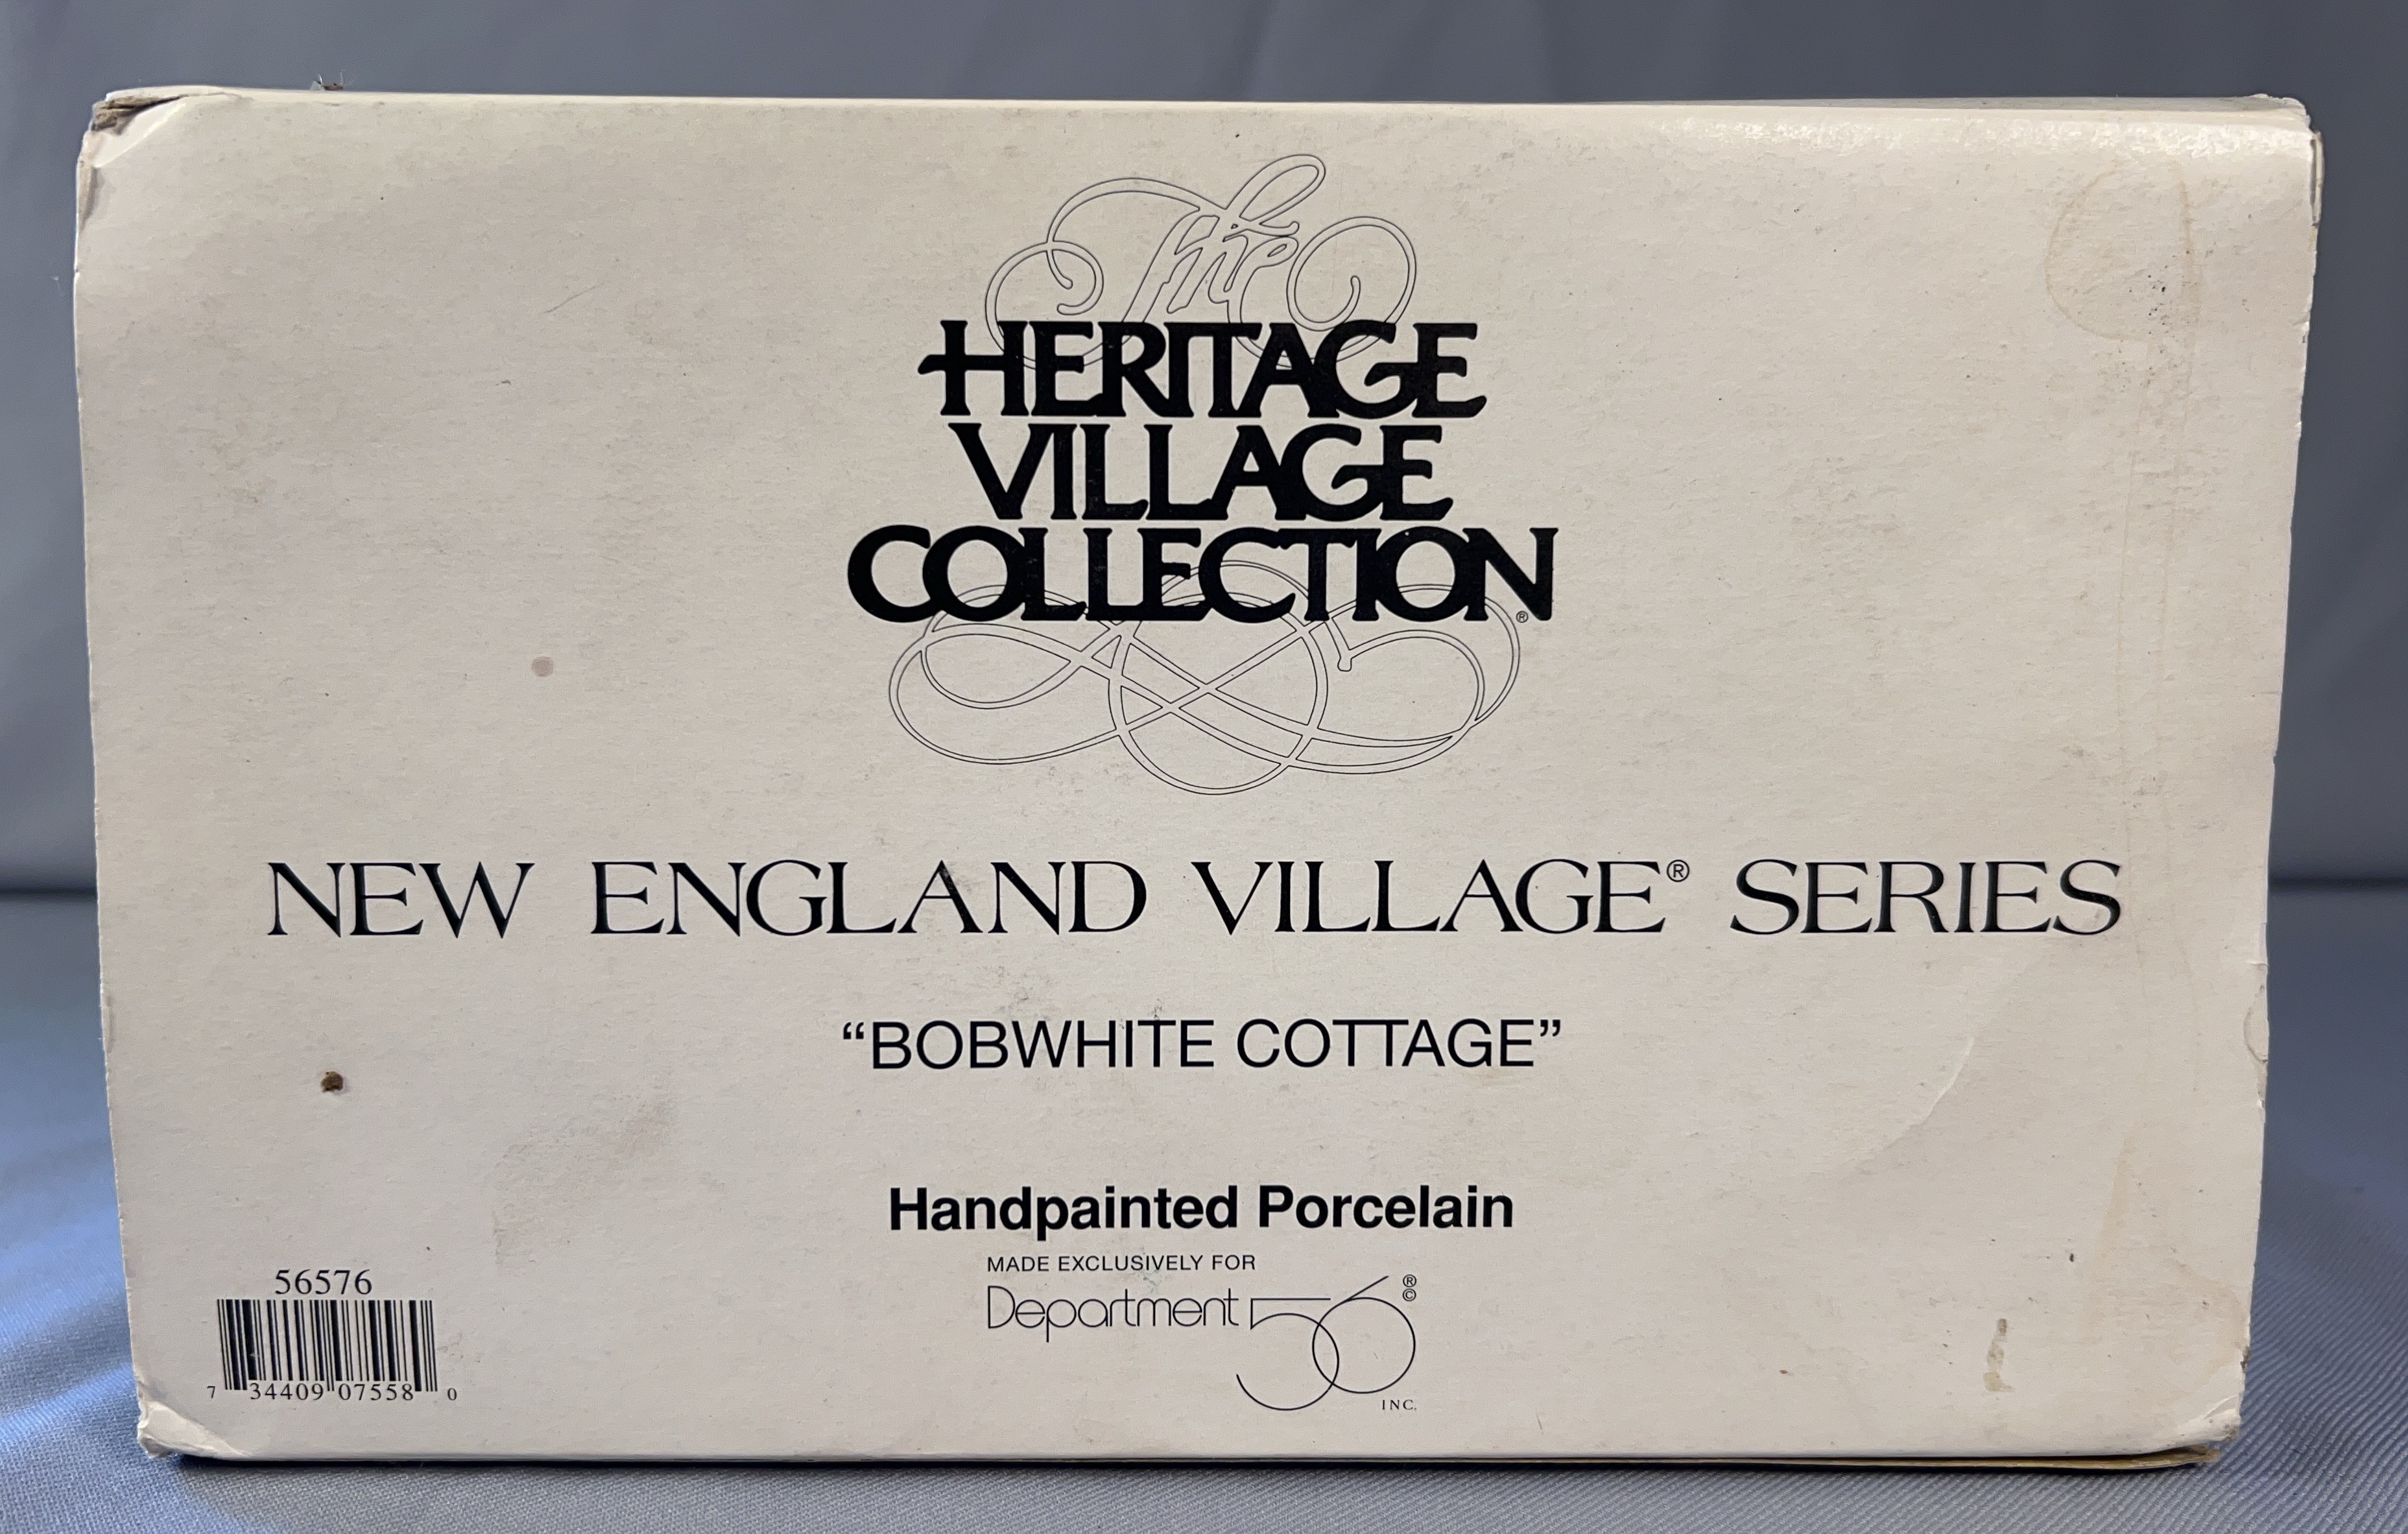 The
HERITAGE
VILLAGE
COLLECTION®
NEW ENGLAND VILLAGE® SERIES
“BOBWHITE COTTAGE”
Handpainted Porcelain
MADE EXCLUSIVELY FOR
Department 56 ® ©
INC.
56576
7 34409 07558 0